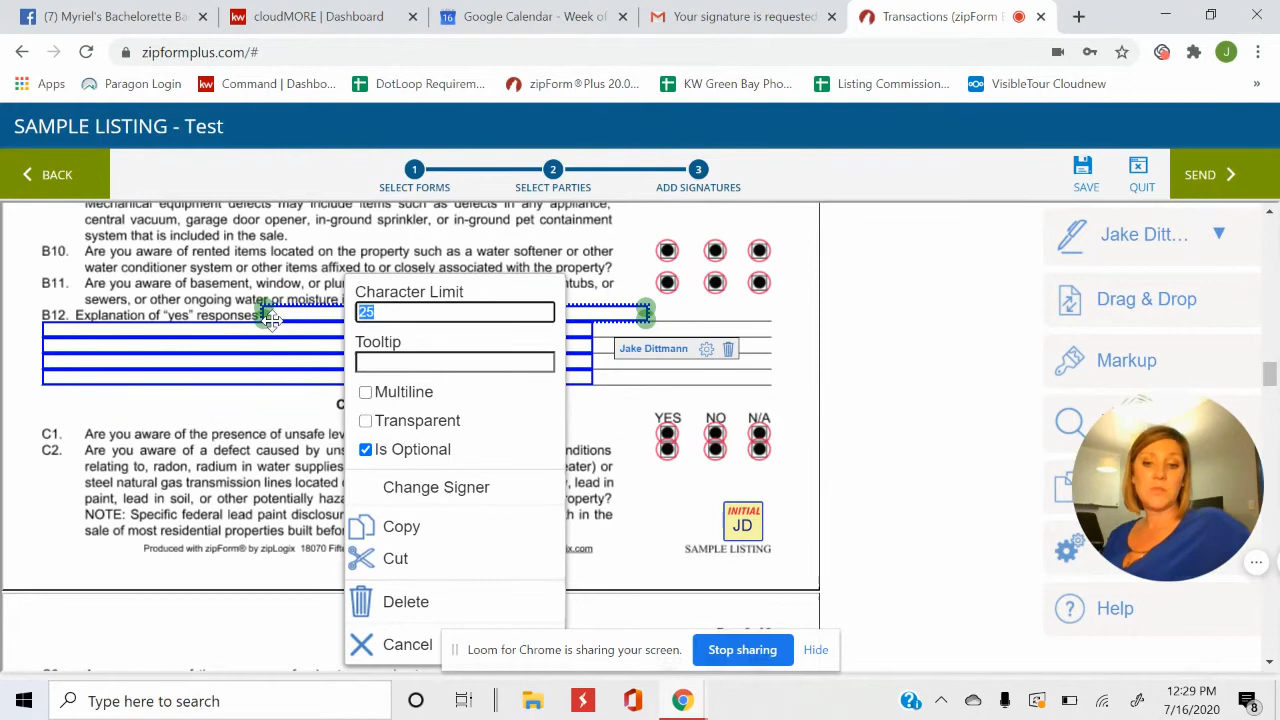 (7) Myriel's Bachelorette
cloudMORE | Dashboard
Google Calendar - Week of
Your signature is requested
Transactions (zipForm
zipformplus.com/#
J
Apps
Paragon Login
Command | Dashbo...
DotLoop Requirem...
zipForm®Plus 20.0...
KW Green Bay Pho...
Listing Commission...
VisibleTour Cloudnew
»
SAMPLE LISTING - Test
BACK
1
2
3
SELECT FORMS
SELECT PARTIES
ADD SIGNATURES
SAVE
QUIT
SEND
Mechanical equipment defects may include items such as defects in any appliance,
central vacuum, garage door opener, in-ground sprinkler, or in-ground pet containment
system that is included in the sale.
B10. Are you aware of rented items located on the property such as a water softener or other
water conditioner system or other items affixed to or closely associated with the property?
B11. Are you aware of basement, window, or plum
sewers, or other ongoing water or moisture
B12. Explanation of “yes” responses
Jake Dittmann
YES NO N/A
C1. Are you aware of the presence of unsafe
C2. Are you aware of a defect caused by
relating to, radon, radium in water supplies
steel natural gas transmission lines located
lead in
paint, lead in soil, or other potentially
NOTE: Specific federal lead paint
in the
sale of most residential properties built
INITIAL
JD
SAMPLE LISTING
Produced with zipForm® by zipLogix 18070
Character Limit
25
Tooltip
Multiline
Transparent
Is Optional
Change Signer
Copy
Cut
Delete
Cancel
Jake Ditt...
Drag & Drop
Markup
Help
Loom for Chrome is sharing your screen.
Stop sharing
Hide
Type here to search
12:29 PM
7/16/2020
8